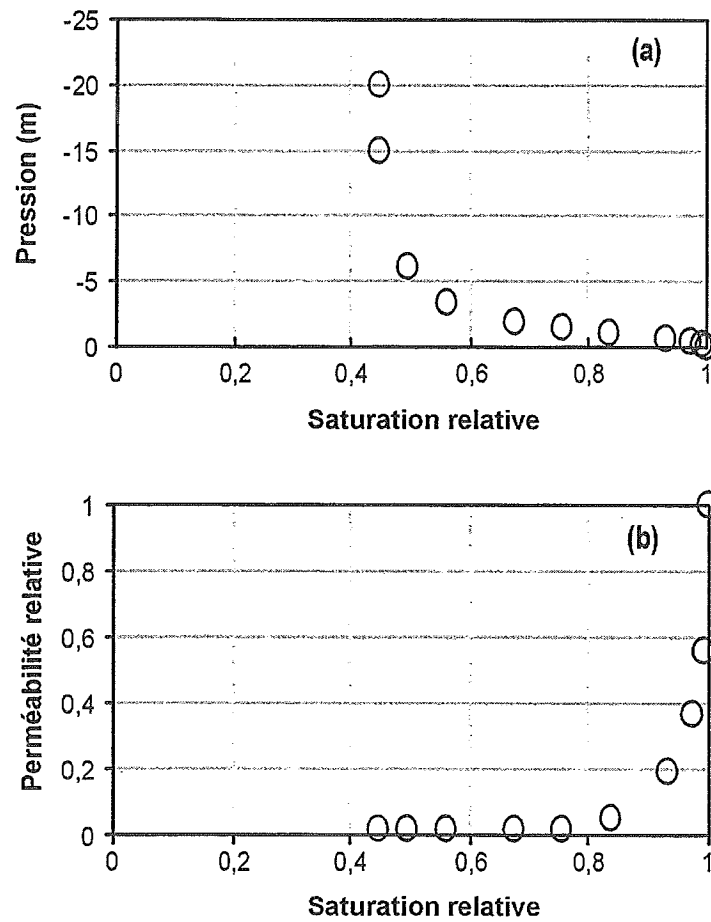 -25
(a)
-20
-15
-10
-5
0
Pression (m)
0 0,2 0,4 0,6 0,8 1
Saturation relative
1
(b)
0,8
0,6
0,4
0,2
0
Perméabilité relative
0 0,2 0,4 0,6 0,8 1
Saturation relative